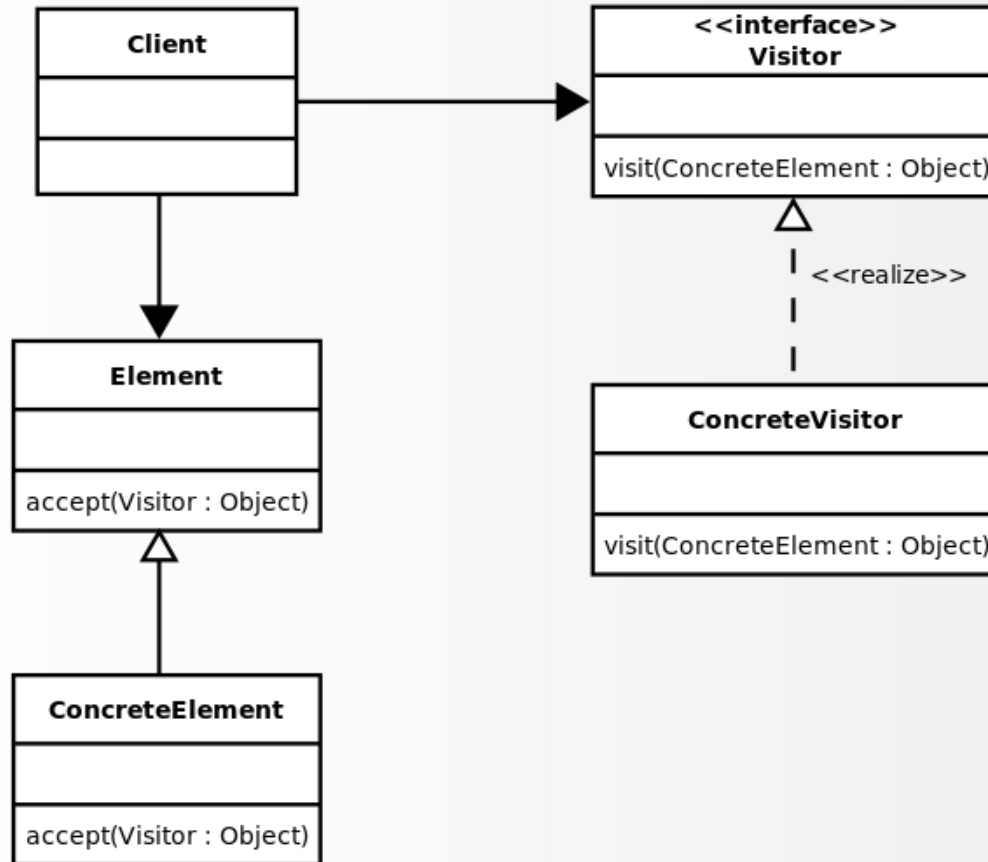 Client
<<interface>>
Visitor
visit(ConcreteElement : Object)
<<realize>>
Element
accept(Visitor : Object)
ConcreteVisitor
visit(ConcreteElement : Object)
ConcreteElement
accept(Visitor : Object)